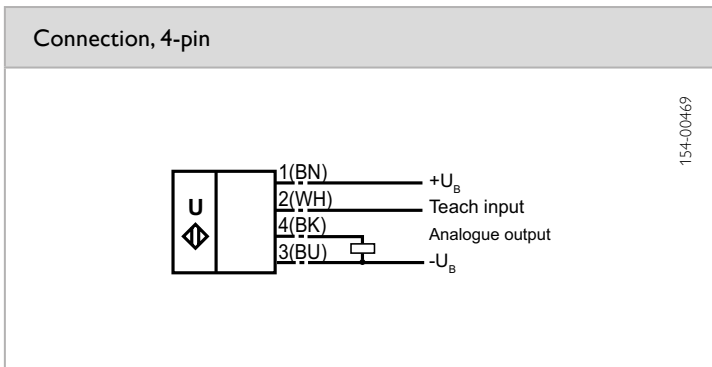 Connection, 4-pin
154-00469
1(BN)
+U_B
2(WH)
Teach input
U
4(BK)
Analogue output
3(BU)
-U_B